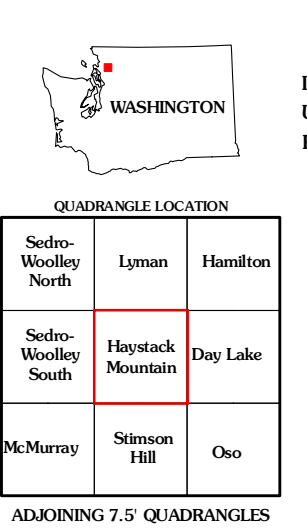 WASHINGTON
QUADRANGLE LOCATION
Sedro-
Woolley
North
Lyman
Hamilton
Sedro-
Woolley
South
Haystack
Mountain
Day Lake
McMurray
Stimson
Hill
Oso
ADJOINING 7.5' QUADRANGLES